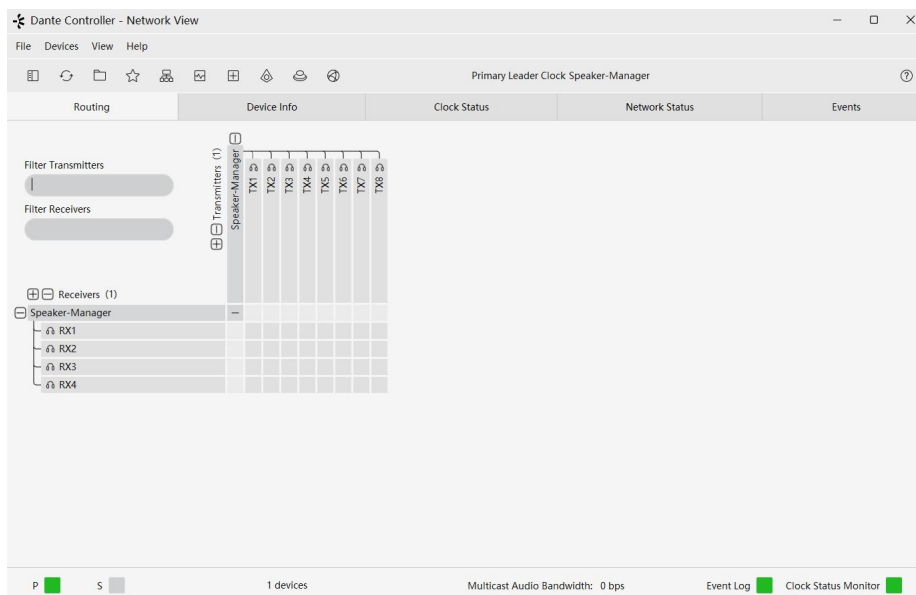 Dante Controller - Network View
File Devices View Help
Primary Leader Clock Speaker-Manager
Routing Device Info Clock Status Network Status Events
Filter Transmitters
Filter Receivers
Transmitters (1)
Speaker-Manager
TX1 TX2 TX3 TX4 TX5 TX6 TX7 TX8
Receivers (1)
Speaker-Manager
RX1
RX2
RX3
RX4
P S 1 devices Multicast Audio Bandwidth: 0 bps Event Log Clock Status Monitor